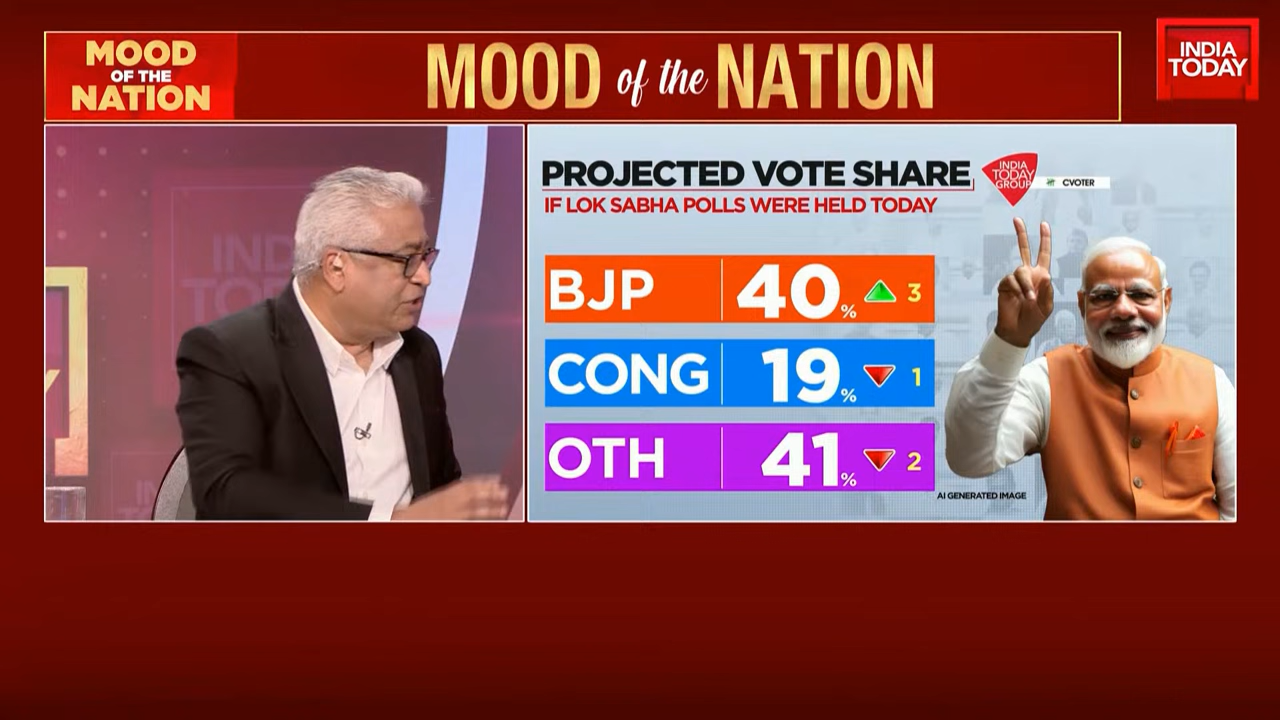 MOOD
OF THE
NATION
MOOD of the NATION
INDIA
TODAY
PROJECTED VOTE SHARE
IF LOK SABHA POLLS WERE HELD TODAY
INDIA
TODAY
GROUP
CVOTER
BJP 40% 3
CONG 19% 1
OTH 41% 2
AI GENERATED IMAGE